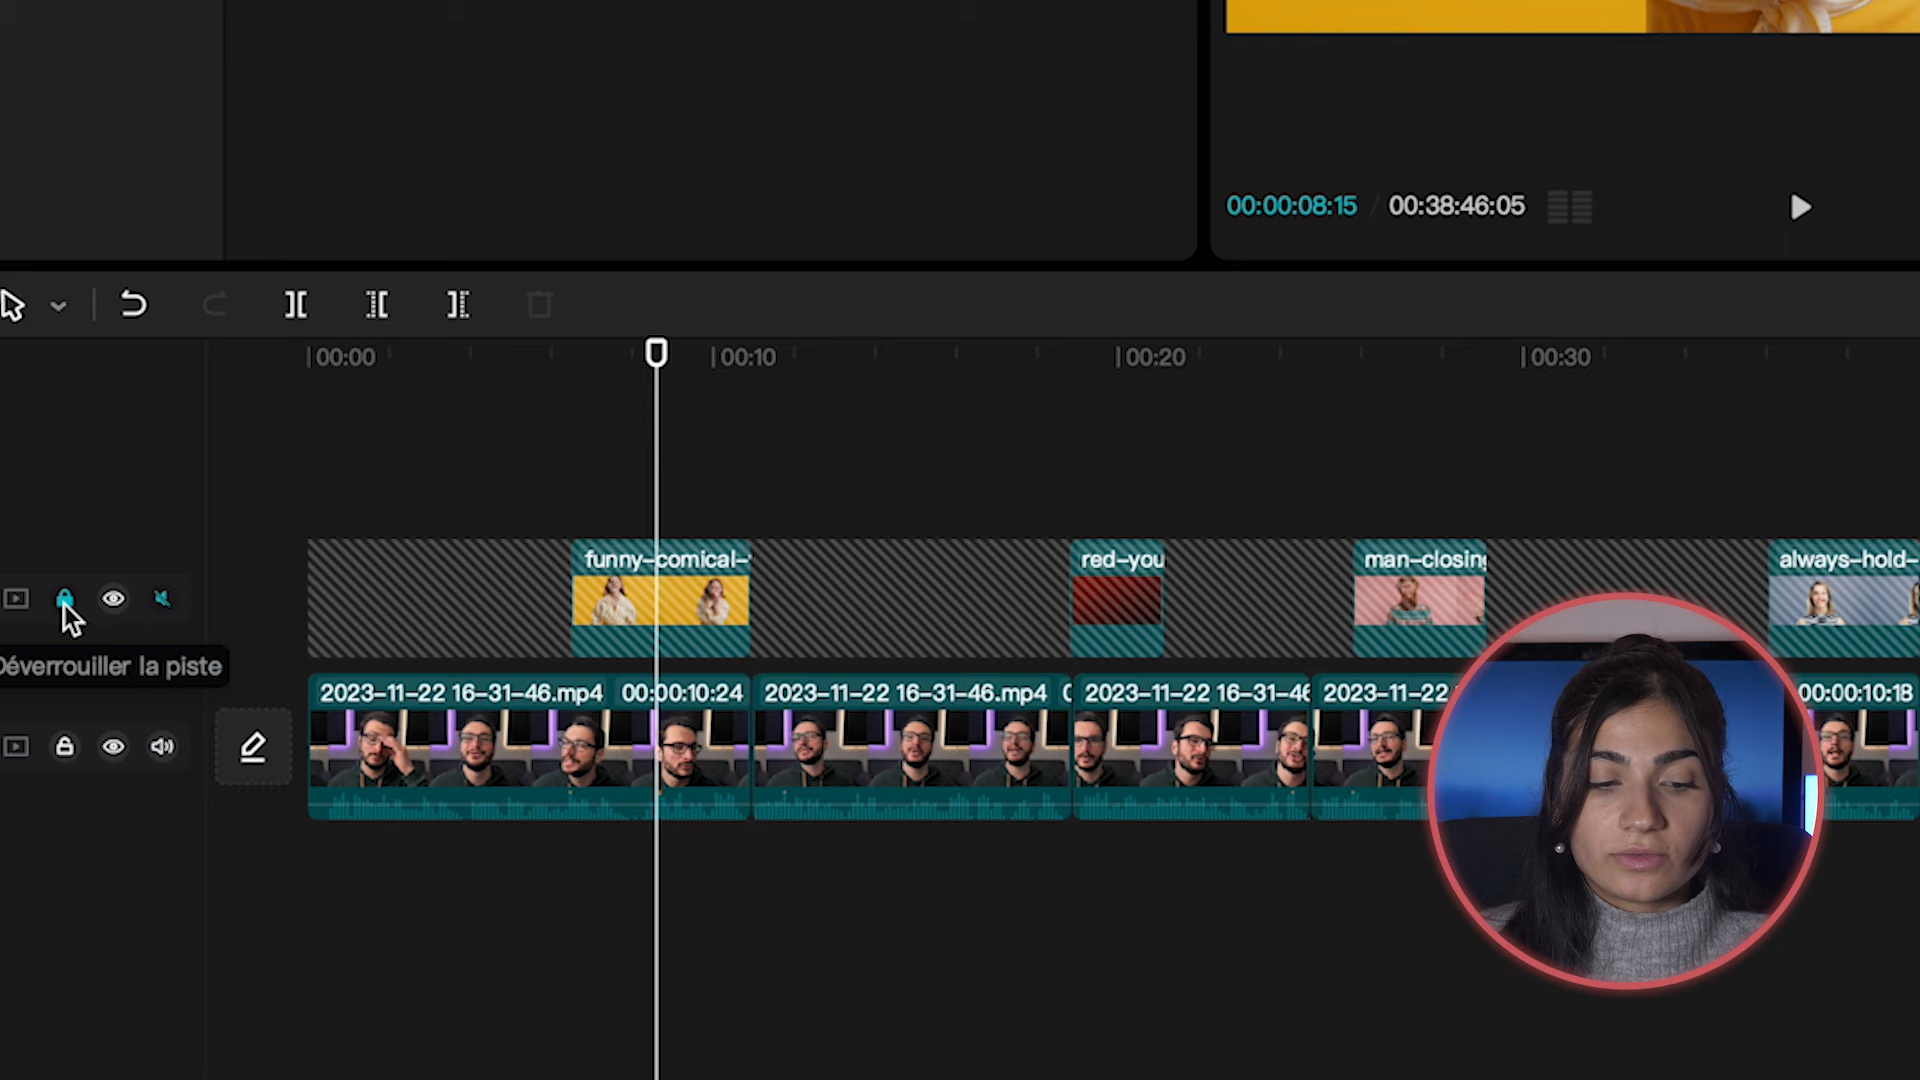 00:00:08:15 / 00:38:46:05
00:00 00:10 00:20 00:30
funny-comical- red-you man-closing always-hold-
Déverrouiller la piste
2023-11-22 16-31-46.mp4 00:00:10:24 2023-11-22 16-31-46.mp4 2023-11-22 16-31-46 2023-11-22 00:00:10:18